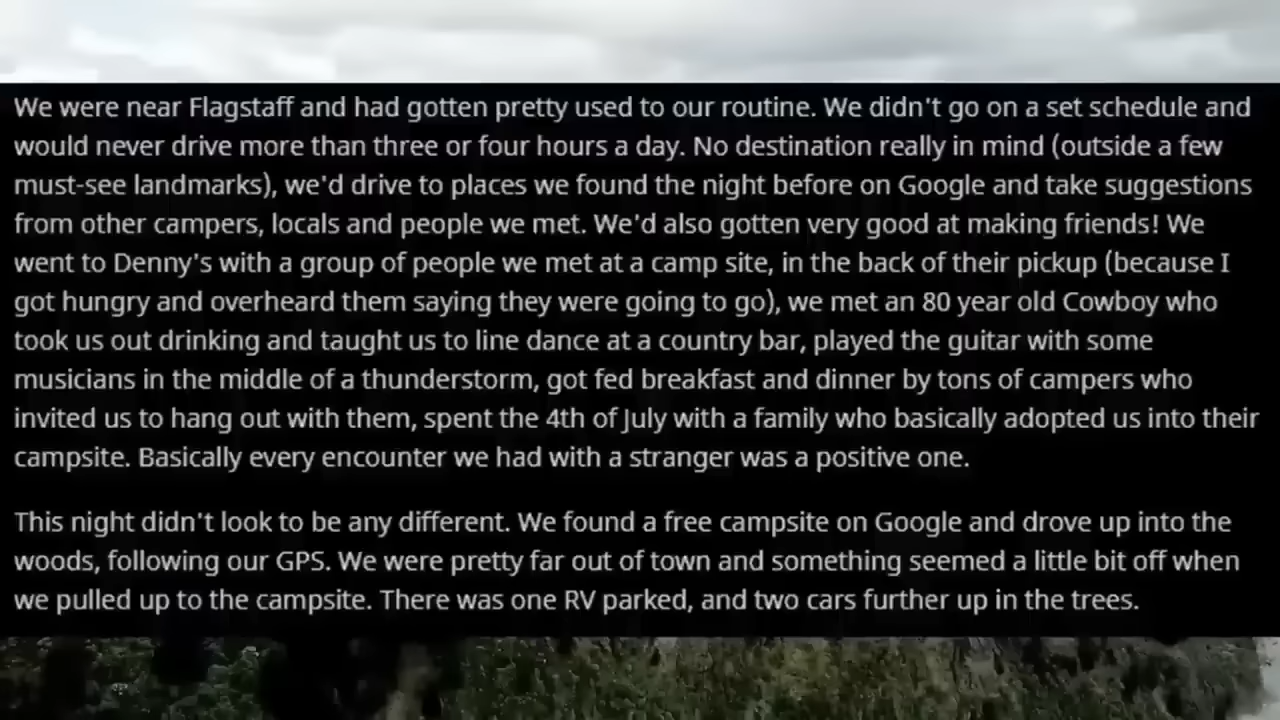 We were near Flagstaff and had gotten pretty used to our routine. We didn't go on a set schedule and
would never drive more than three or four hours a day. No destination really in mind (outside a few
must-see landmarks), we'd drive to places we found the night before on Google and take suggestions
from other campers, locals and people we met. We'd also gotten very good at making friends! We
went to Denny's with a group of people we met at a camp site, in the back of their pickup (because I
got hungry and overheard them saying they were going to go), we met an 80 year old Cowboy who
took us out drinking and taught us to line dance at a country bar, played the guitar with some
musicians in the middle of a thunderstorm, got fed breakfast and dinner by tons of campers who
invited us to hang out with them, spent the 4th of July with a family who basically adopted us into their
campsite. Basically every encounter we had with a stranger was a positive one.
This night didn't look to be any different. We found a free campsite on Google and drove up into the
woods, following our GPS. We were pretty far out of town and something seemed a little bit off when
we pulled up to the campsite. There was one RV parked, and two cars further up in the trees.